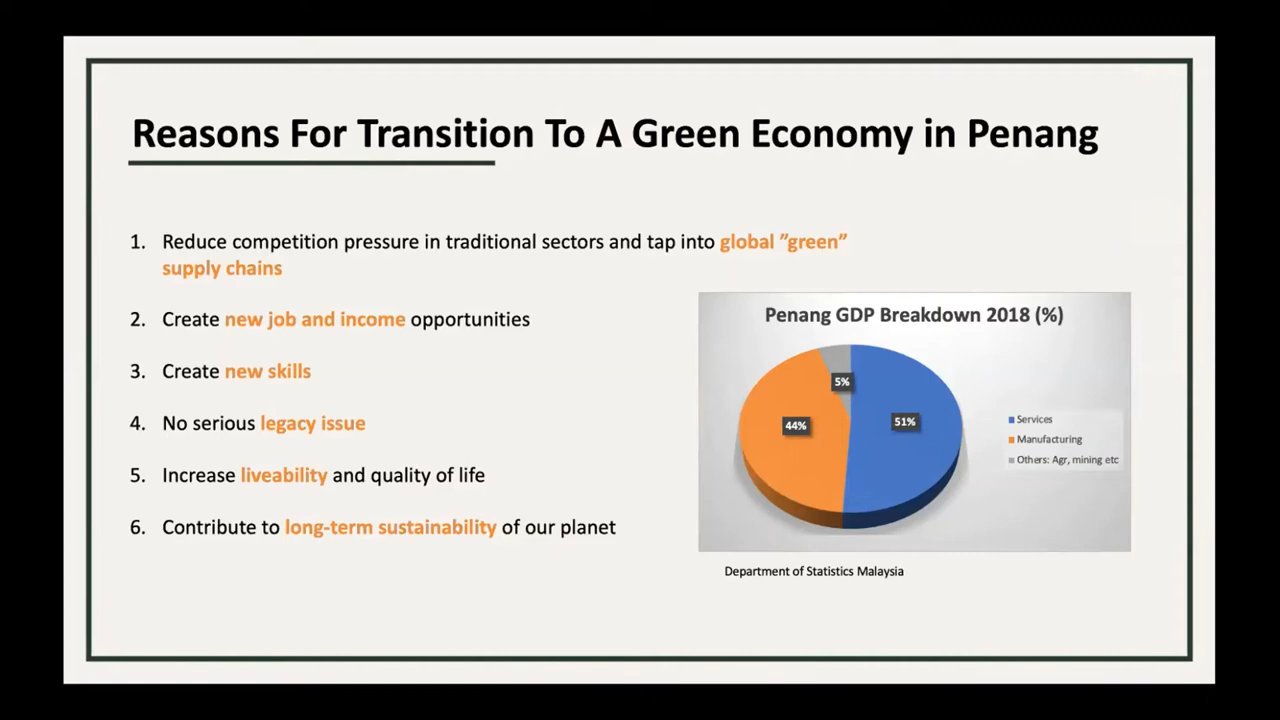 Reasons For Transition To A Green Economy in Penang
1. Reduce competition pressure in traditional sectors and tap into global ”green”
supply chains
2. Create new job and income opportunities
3. Create new skills
4. No serious legacy issue
5. Increase liveability and quality of life
6. Contribute to long-term sustainability of our planet
Penang GDP Breakdown 2018 (%)
5%
44%
51%
Services
Manufacturing
Others: Agr, mining etc
Department of Statistics Malaysia